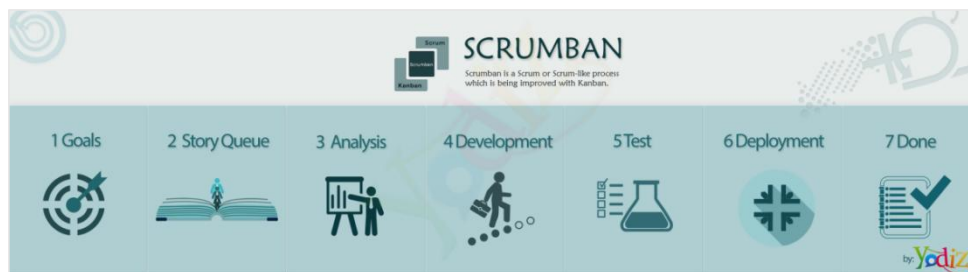 Scrum
Scrumban
Kanban
SCRUMBAN
Scrumban is a Scrum or Scrum-like process
which is being improved with Kanban.
1 Goals
2 Story Queue
3 Analysis
4 Development
5 Test
6 Deployment
7 Done
Yodiz
by: Yodiz